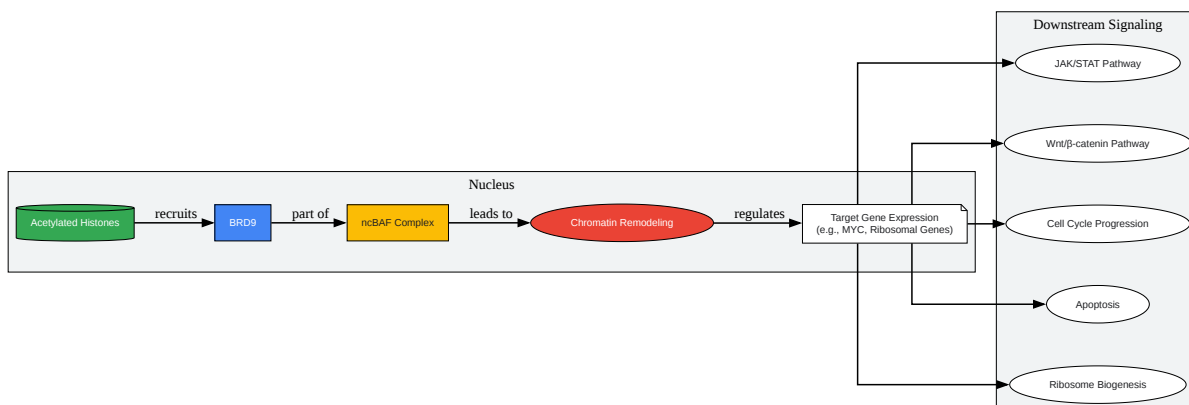 Downstream Signaling
JAK/STAT Pathway
Wnt/β-catenin Pathway
Nucleus
Acetylated Histones
recruits
BRD9
part of
ncBAF Complex
leads to
Chromatin Remodeling
regulates
Target Gene Expression
(e.g., MYC, Ribosomal Genes)
Cell Cycle Progression
Apoptosis
Ribosome Biogenesis